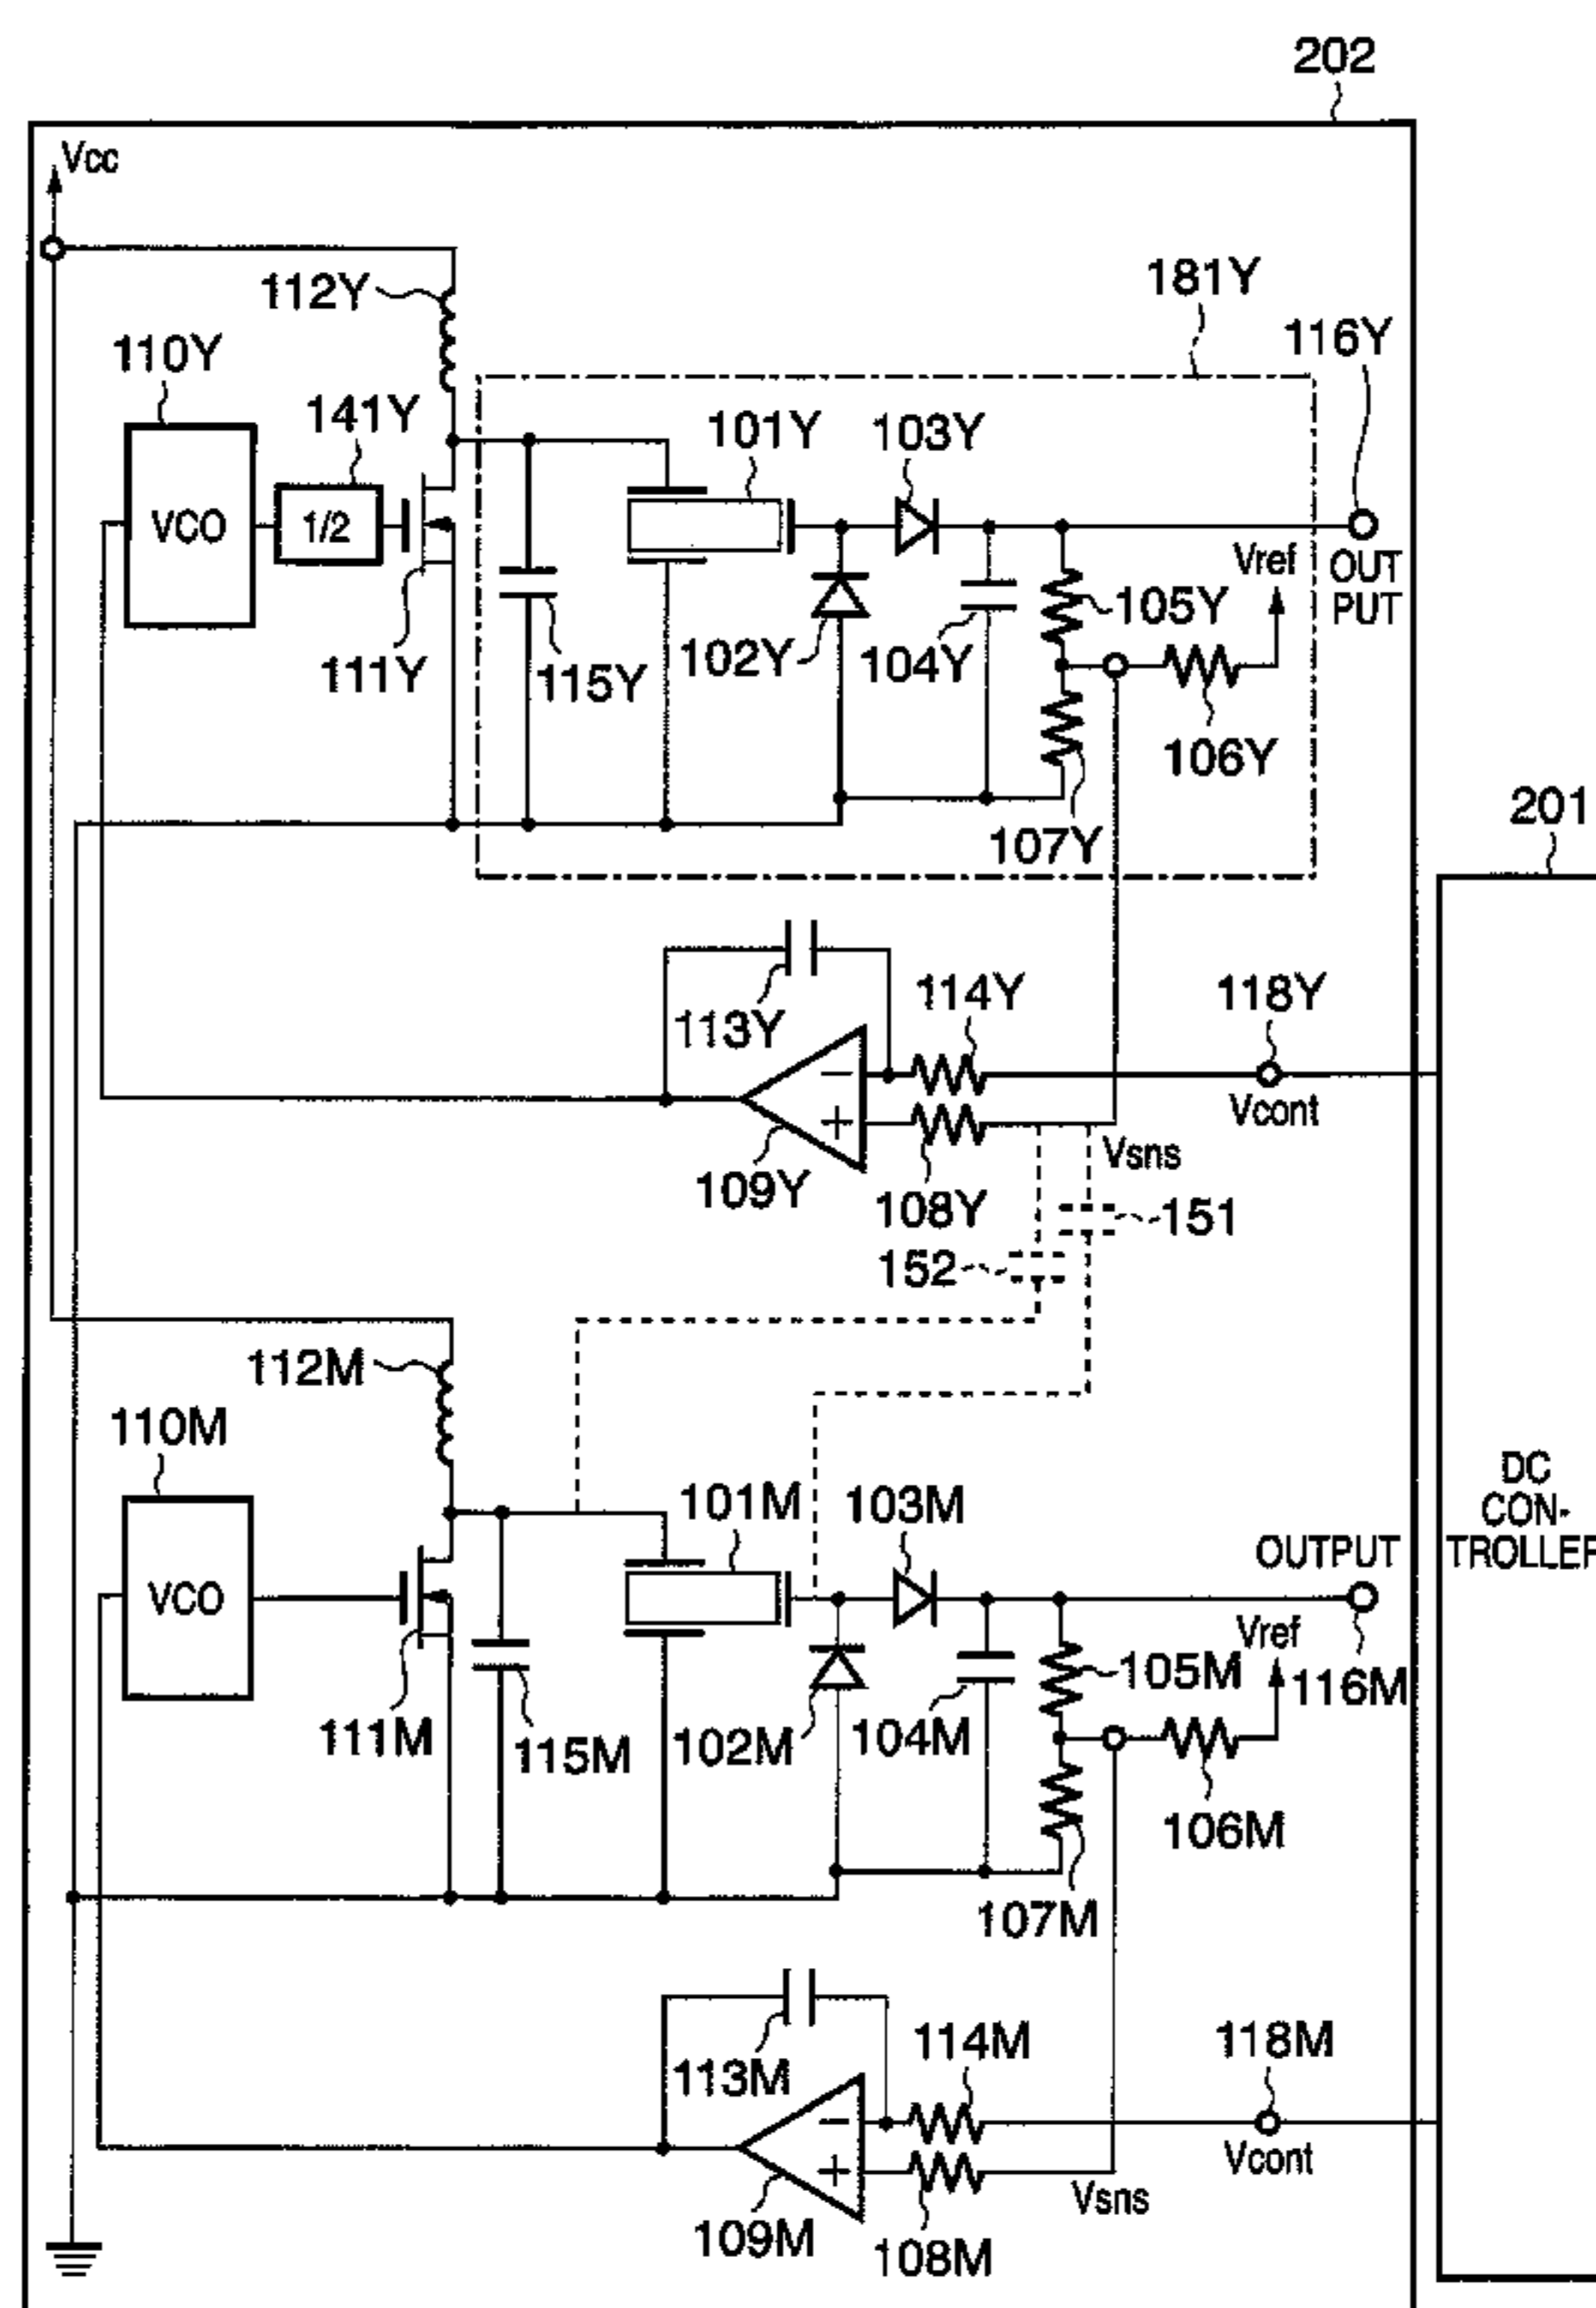 202
Vcc
112Y
181Y
116Y
110Y
141Y
101Y
103Y
VCO
1/2
Vref
OUT
PUT
111Y
115Y
102Y
104Y
105Y
106Y
107Y
201
113Y
114Y
118Y
−
+
Vcont
109Y
108Y
Vsns
151
152
112M
110M
101M
103M
DC
CON-
TROLLER
OUTPUT
VCO
Vref
105M
116M
111M
115M
102M
104M
106M
107M
113M
114M
118M
−
+
Vcont
Vsns
109M
108M